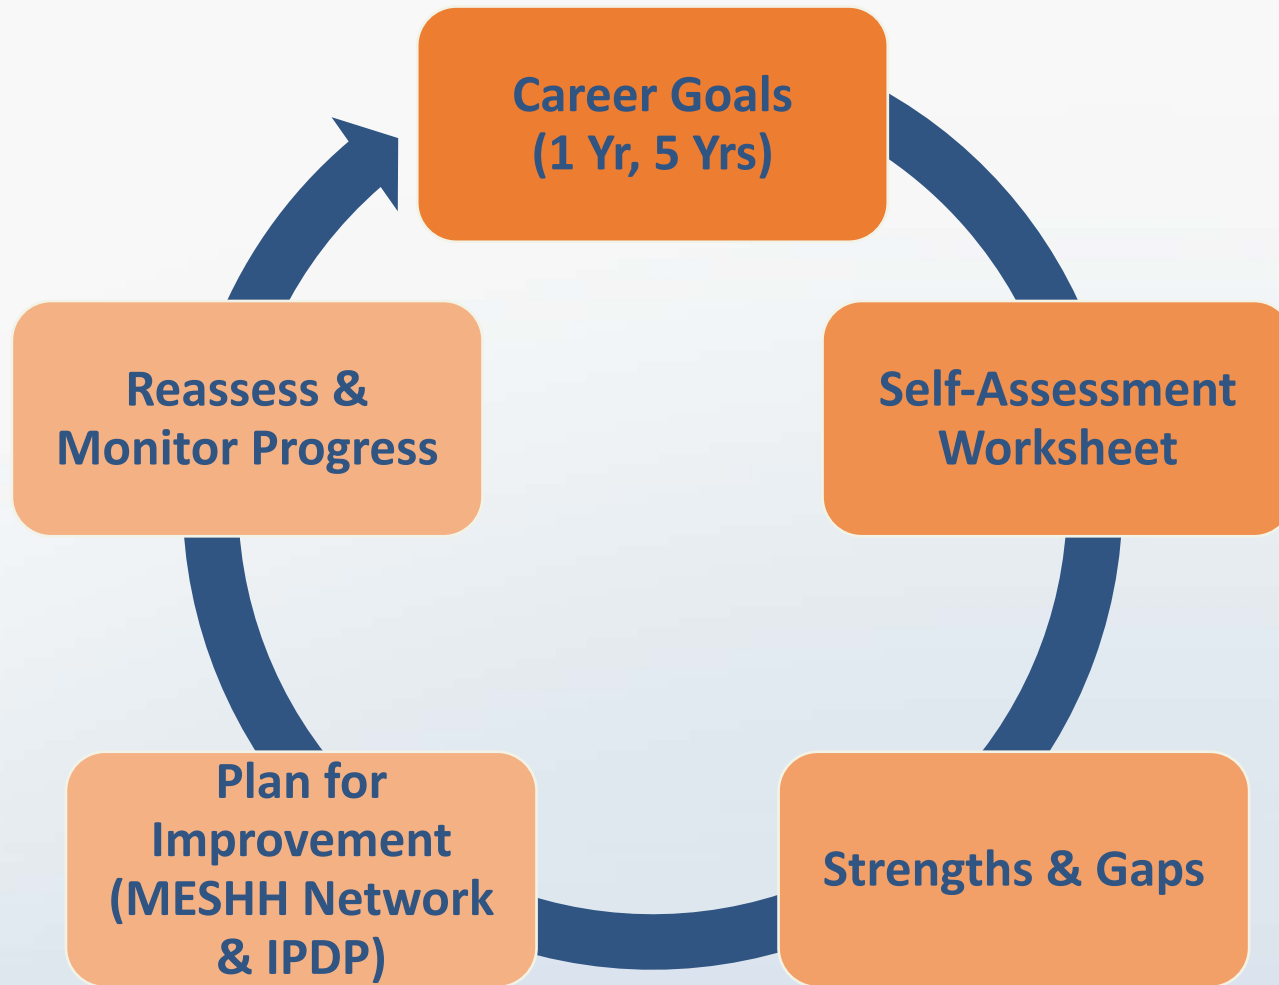 Career Goals
(1 Yr, 5 Yrs)
Self-Assessment
Worksheet
Strengths & Gaps
Plan for
Improvement
(MESHH Network
& IPDP)
Reassess &
Monitor Progress